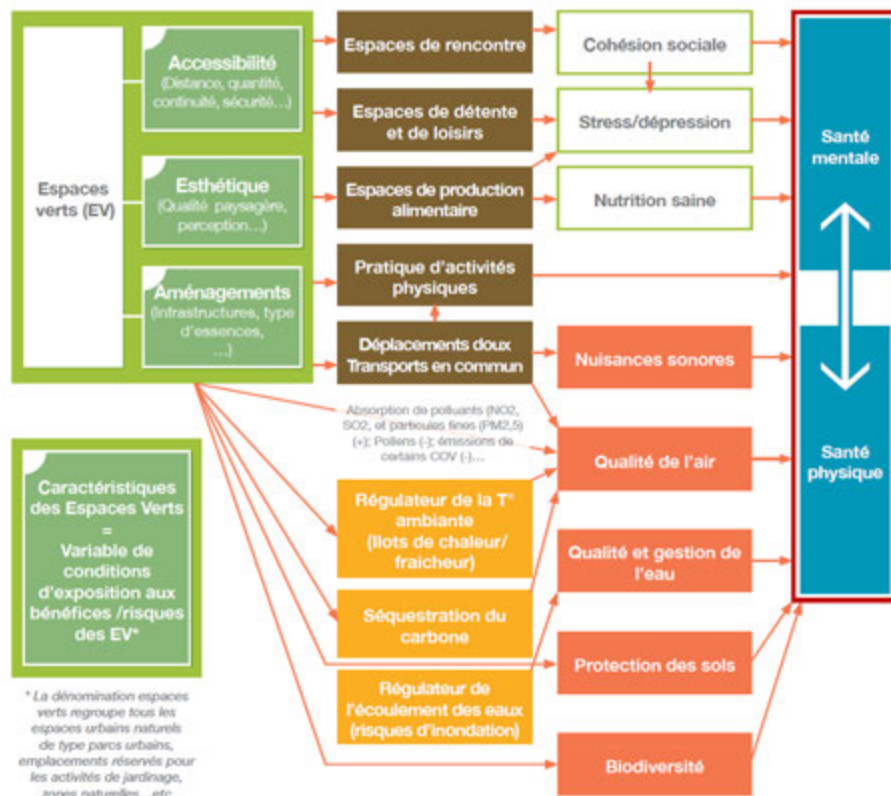 Espaces
verts (EV)
Accessibilité
(Distance, quantité,
continuité, sécurité...)
Esthétique
(Qualité paysagère,
perception...)
Aménagements
(Infrastructures, type
d'essences,
...)
Espaces de rencontre
Espaces de détente
et de loisirs
Espaces de production
alimentaire
Pratique d'activités
physiques
Déplacements doux
Transports en commun
Absorption de polluants (NO2,
SO2, et particules fines (PM2,5)
(+); Pollens (-); émissions de
certains COV (-)...
Régulateur de la T°
ambiante
(Ilots de chaleur/
fraicheur)
Séquestration du
carbone
Régulateur de
l'écoulement des eaux
(risques d'inondation)
Cohésion sociale
Stress/dépression
Nutrition saine
Nuisances sonores
Qualité de l'air
Qualité et gestion de
l'eau
Protection des sols
Biodiversité
Santé
mentale
Santé
physique
Caractéristiques
des Espaces Verts
=
Variable de
conditions
d'exposition aux
bénéfices /risques
des EV*
* La dénomination espaces
verts regroupe tous les
espaces urbains naturels
de type parcs urbains,
emplacements réservés pour
les activités de jardinage,
zones naturelles...etc